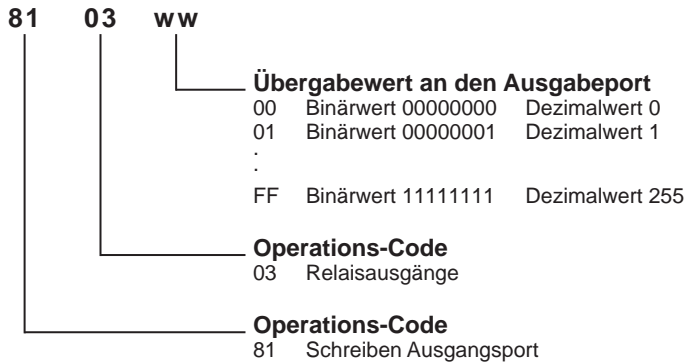 81 03 ww
Übergabewert an den Ausgabeport
00 Binärwert 00000000 Dezimalwert 0
01 Binärwert 00000001 Dezimalwert 1
.
.
FF Binärwert 11111111 Dezimalwert 255
Operations-Code
03 Relaisausgänge
Operations-Code
81 Schreiben Ausgangsport